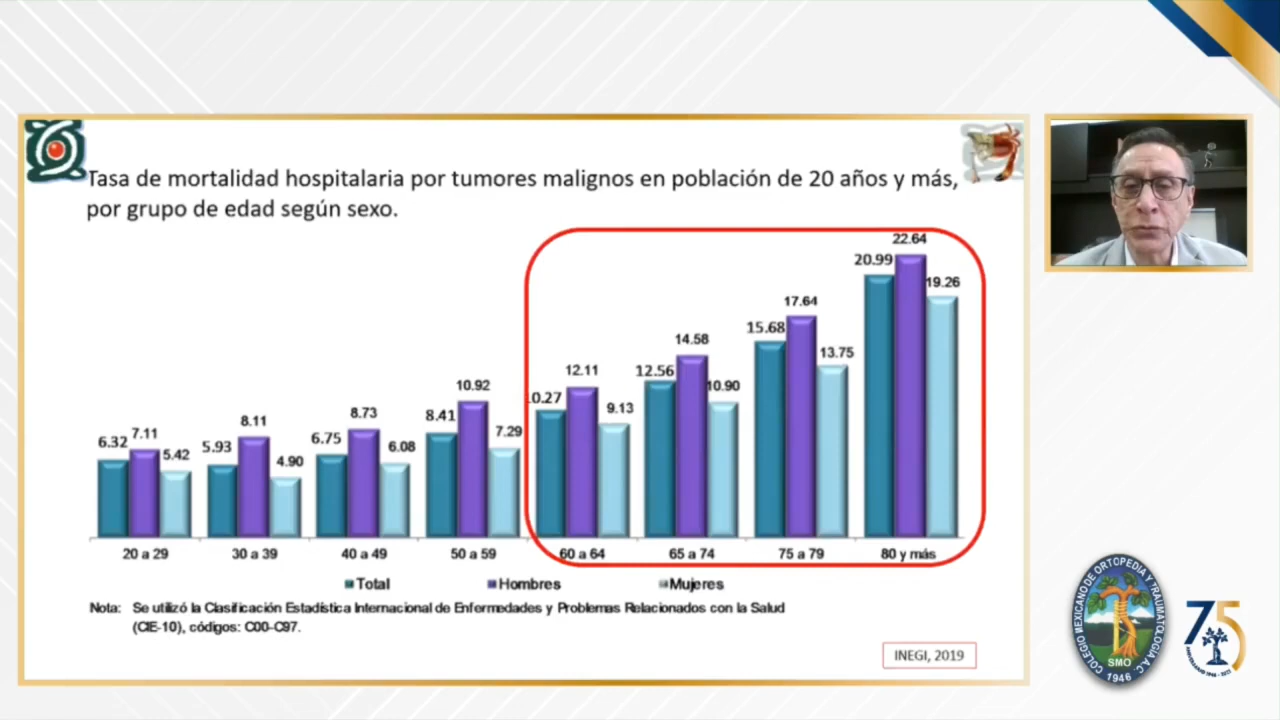 Tasa de mortalidad hospitalaria por tumores malignos en población de 20 años y más,
por grupo de edad según sexo.
6.32 7.11 5.42
5.93 8.11 4.90
6.75 8.73 6.08
8.41 10.92 7.29
0.27 12.11 9.13
12.56 14.58 10.90
15.68 17.64 13.75
20.99 22.64 19.26
20 a 29 30 a 39 40 a 49 50 a 59 60 a 64 65 a 74 75 a 79 80 y más
Total Hombres Mujeres
Nota: Se utilizó la Clasificación Estadística Internacional de Enfermedades y Problemas Relacionados con la Salud
(CIE-10), códigos: C00-C97.
INEGI, 2019
COLEGIO MEXICANO DE ORTOPEDIA Y TRAUMATOLOGIA A.C.
SMO
1946
75